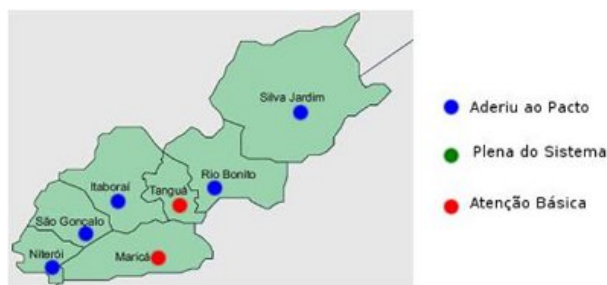 Silva Jardim
Rio Bonito
Tanguá
Itaboraí
São Gonçalo
Niterói
Maricá
Aderiu ao Pacto
Plena do Sistema
Atenção Básica